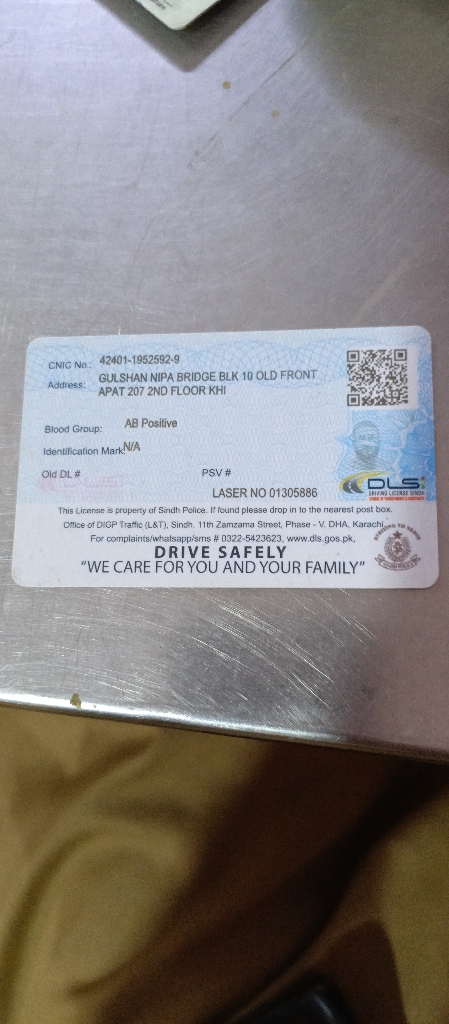 CNIC No.: 42401-1952592-9
Address: GULSHAN NIPA BRIDGE BLK 10 OLD FRONT
APAT 207 2ND FLOOR KHI
Blood Group: AB Positive
Identification Mark: N/A
Old DL # PSV #
LASER NO 01305886
DLS
DRIVING LICENSE SINDH
This License is property of Sindh Police. If found please drop in to the nearest post box.
Office of DIGP Traffic (L&T), Sindh. 11th Zamzama Street, Phase - V. DHA, Karachi.
For complaints/whatsapp/sms # 0322-5423623, www.dls.gos.pk,
DRIVE SAFELY
"WE CARE FOR YOU AND YOUR FAMILY"